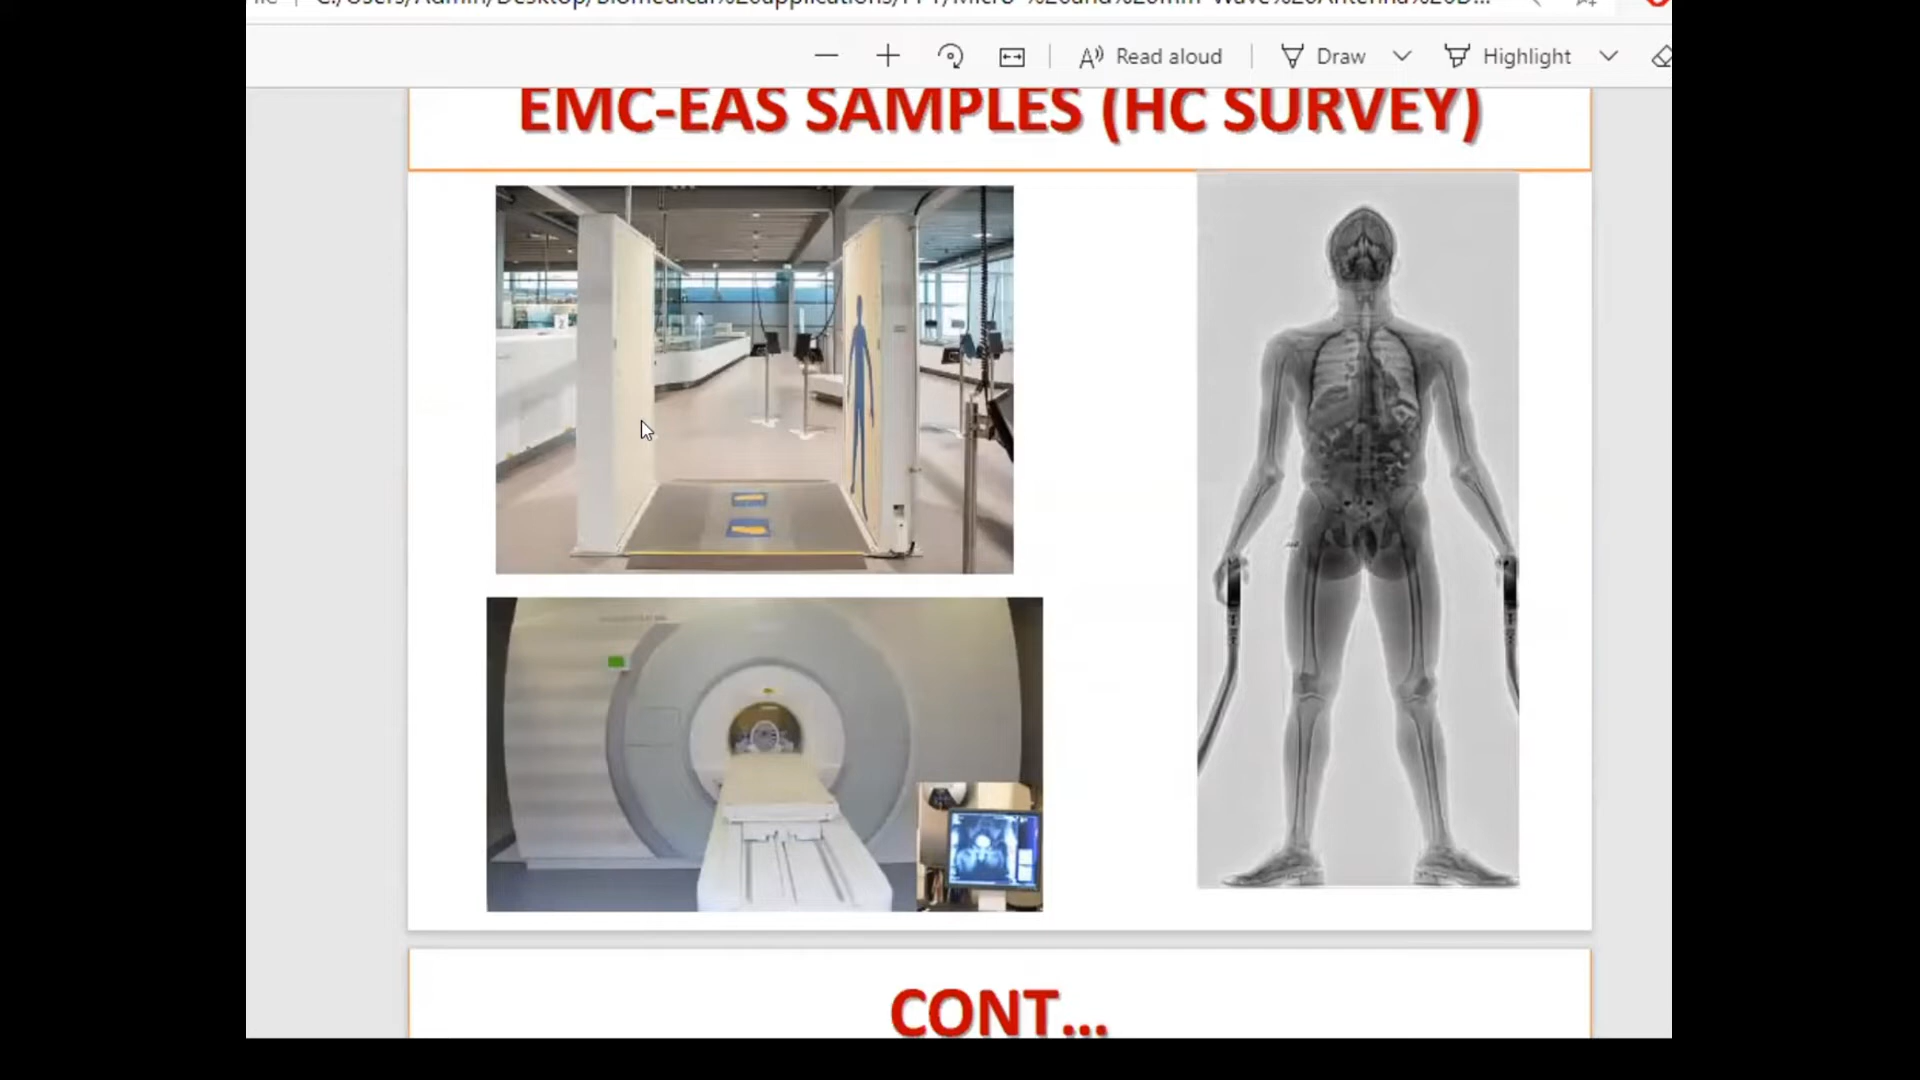 Read aloud
Draw
Highlight
EMC-EAS SAMPLES (HC SURVEY)
CONT...